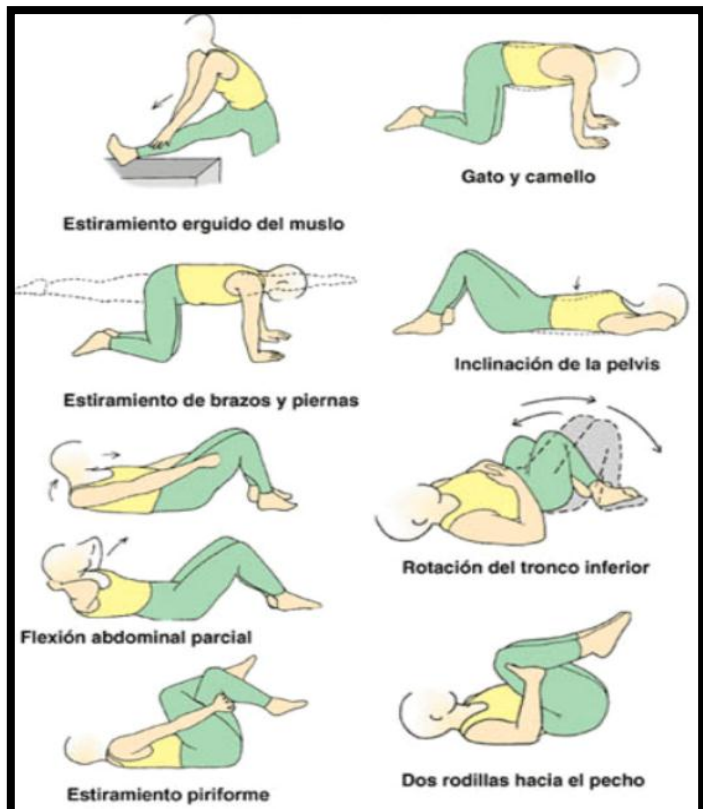 Estiramiento erguido del muslo
Gato y camello
Estiramiento de brazos y piernas
Inclinación de la pelvis
Flexión abdominal parcial
Rotación del tronco inferior
Estiramiento piriforme
Dos rodillas hacia el pecho